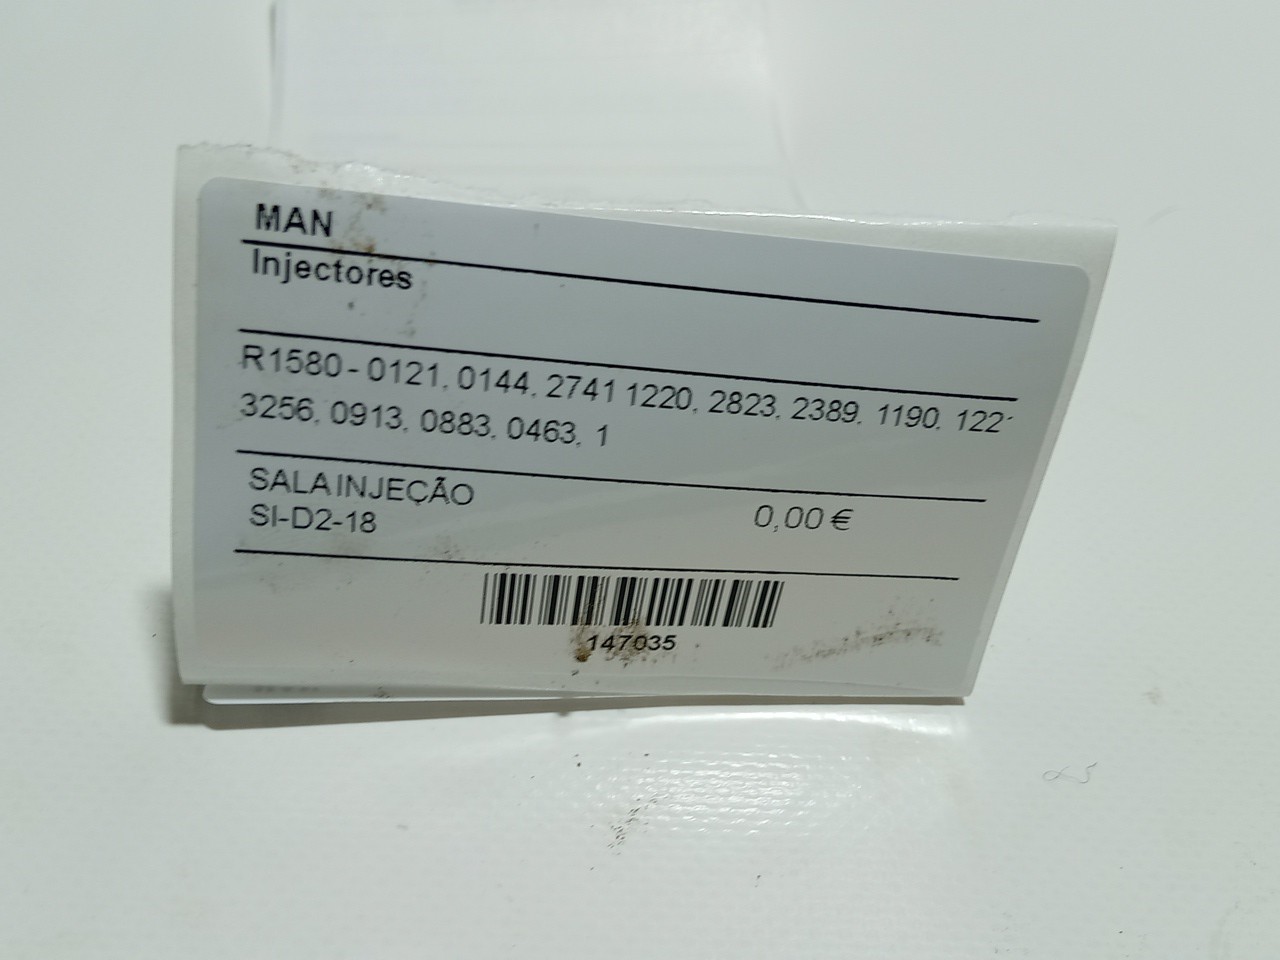 MAN
Injectores
R1580 - 0121, 0144, 2741 1220, 2823, 2389, 1190, 122
3256, 0913, 0883, 0463, 1
SALA INJEÇÃO
SI-D2-18
0,00 €
147035